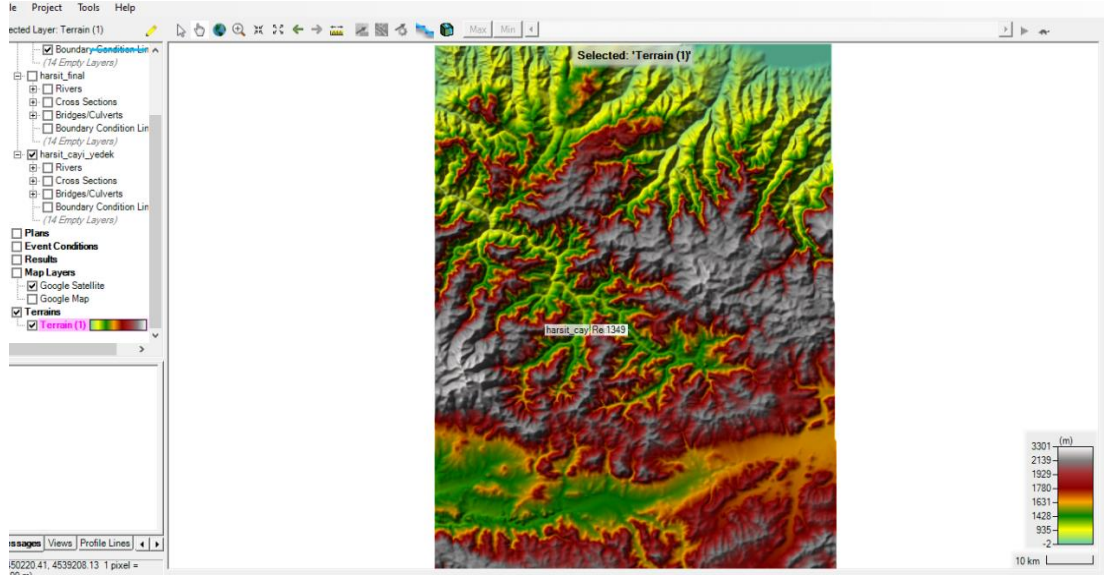 le Project Tools Help
ected Layer: Terrain (1)
Max Min
Selected: 'Terrain (1)'
Boundary Condition Lin
(14 Empty Layers)
harsit_final
Rivers
Cross Sections
Bridges/Culverts
Boundary Condition Lin
(14 Empty Layers)
harsit_cayi_yedek
Rivers
Cross Sections
Bridges/Culverts
Boundary Condition Lin
(14 Empty Layers)
Plans
Event Conditions
Results
Map Layers
Google Satellite
Google Map
Terrains
Terrain (1)
harsit_cay Re 1349
(m)
3301
2139
1929
1780
1631
1428
935
-2
10 km
essages Views Profile Lines
450220.41, 4539208.13 1 pixel =